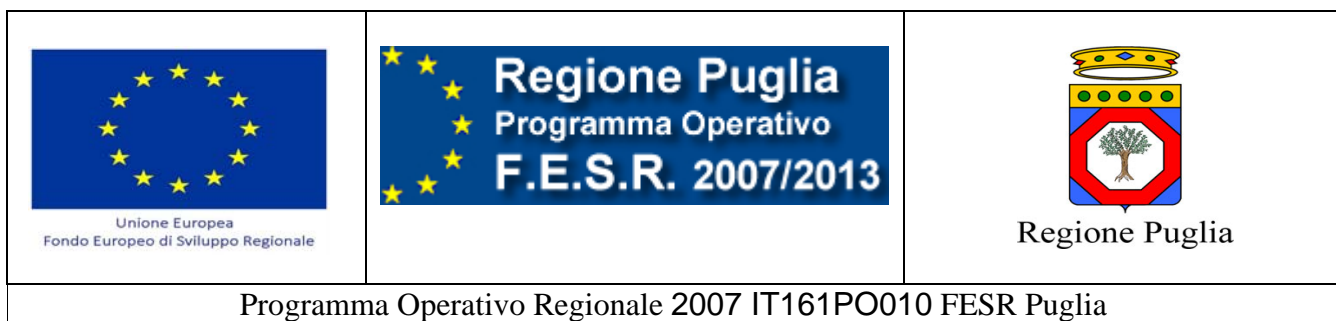 Unione Europea
Fondo Europeo di Sviluppo Regionale
Regione Puglia
Programma Operativo
F.E.S.R. 2007/2013
Regione Puglia
Programma Operativo Regionale 2007 IT161PO010 FESR Puglia